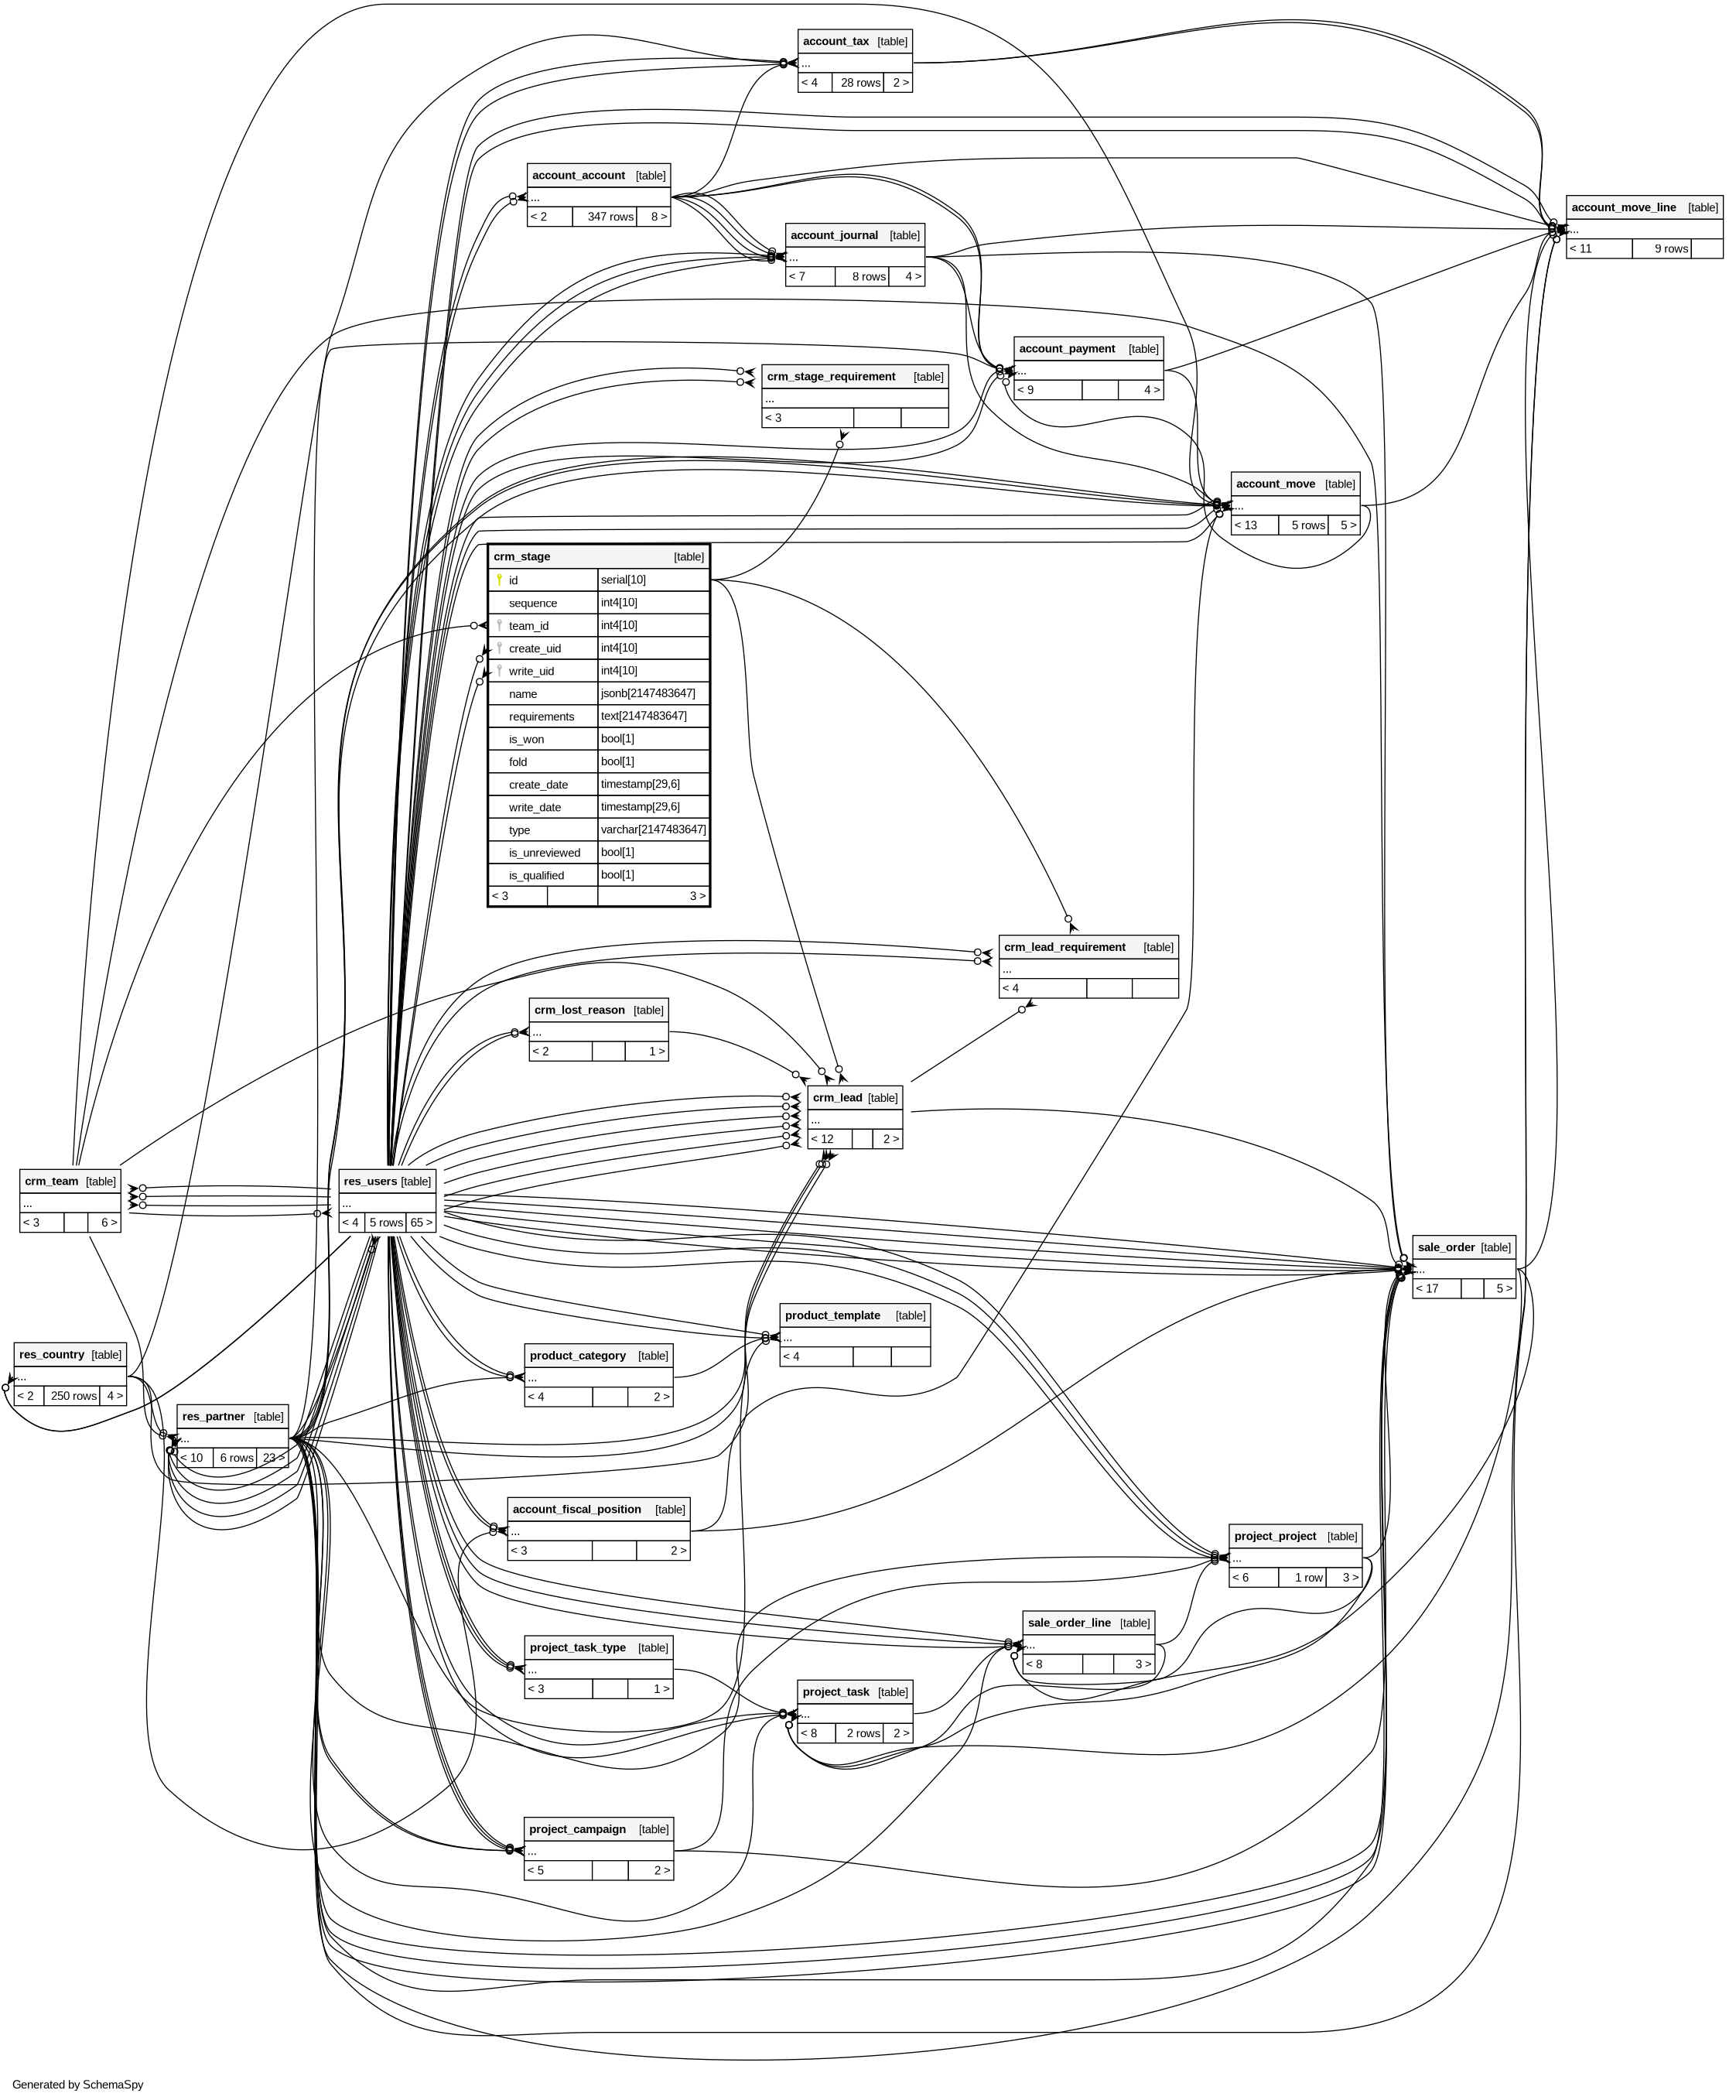 account_tax [table]
...
< 4 28 rows 2 >
account_account [table]
...
< 2 347 rows 8 >
account_move_line [table]
...
< 11 9 rows
account_journal [table]
...
< 7 8 rows 4 >
account_payment [table]
...
< 9 4 >
crm_stage_requirement [table]
...
< 3
account_move [table]
...
< 13 5 rows 5 >
crm_stage [table]
id serial[10]
sequence int4[10]
team_id int4[10]
create_uid int4[10]
write_uid int4[10]
name jsonb[2147483647]
requirements text[2147483647]
is_won bool[1]
fold bool[1]
create_date timestamp[29,6]
write_date timestamp[29,6]
type varchar[2147483647]
is_unreviewed bool[1]
is_qualified bool[1]
< 3 3 >
crm_lead_requirement [table]
...
< 4
crm_lost_reason [table]
...
< 2 1 >
crm_lead [table]
...
< 12 2 >
crm_team [table]
...
< 3 6 >
res_users [table]
...
< 4 5 rows 65 >
sale_order [table]
...
< 17 5 >
product_template [table]
...
< 4
res_country [table]
...
< 2 250 rows 4 >
product_category [table]
...
< 4 2 >
res_partner [table]
...
< 10 6 rows 23 >
account_fiscal_position [table]
...
< 3 2 >
project_project [table]
...
< 6 1 row 3 >
sale_order_line [table]
...
< 8 3 >
project_task_type [table]
...
< 3 1 >
project_task [table]
...
< 8 2 rows 2 >
project_campaign [table]
...
< 5 2 >
Generated by SchemaSpy